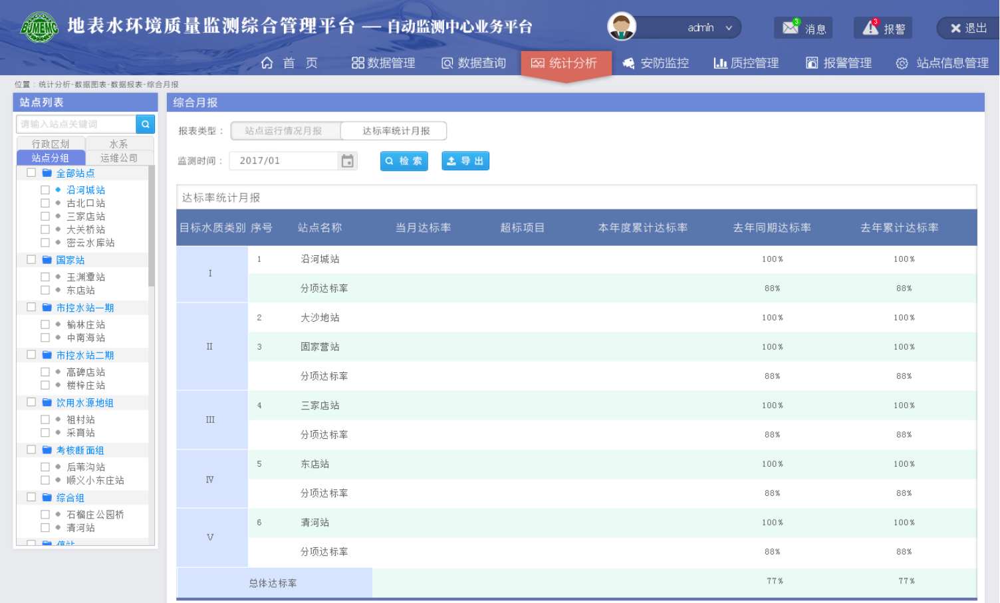 BJMEMC 地表水环境质量监测综合管理平台 — 自动监测中心业务平台 admin 3 消息 3 报警 退出
首 页 数据管理 数据查询 统计分析 安防监控 质控管理 报警管理 站点信息管理
位置：统计分析-数据图表-数据报表-综合月报
站点列表
请输入站点关键词
行政区划 水系
站点分组 运维公司
全部站点
沿河城站
古北口站
三家店站
大关桥站
密云水库站
国家站
玉渊潭站
东店站
市控水站一期
榆林庄站
中南海站
市控水站二期
高碑店站
楼梓庄站
饮用水源地组
祖村站
采育站
考核断面组
后苇沟站
顺义小东庄站
综合组
石榴庄公园桥
清河站
综合月报
报表类型： 站点运行情况月报 达标率统计月报
监测时间： 2017/01 检 索 导 出
达标率统计月报
目标水质类别 序号 站点名称 当月达标率 超标项目 本年度累计达标率 去年同期达标率 去年累计达标率
I 1 沿河城站 100% 100%
分项达标率 88% 88%
II 2 大沙地站 100% 100%
3 固家营站 100% 100%
分项达标率 88% 88%
III 4 三家店站 100% 100%
分项达标率 88% 88%
IV 5 东店站 100% 100%
分项达标率 88% 88%
V 6 清河站 100% 100%
分项达标率 88% 88%
总体达标率 77% 77%